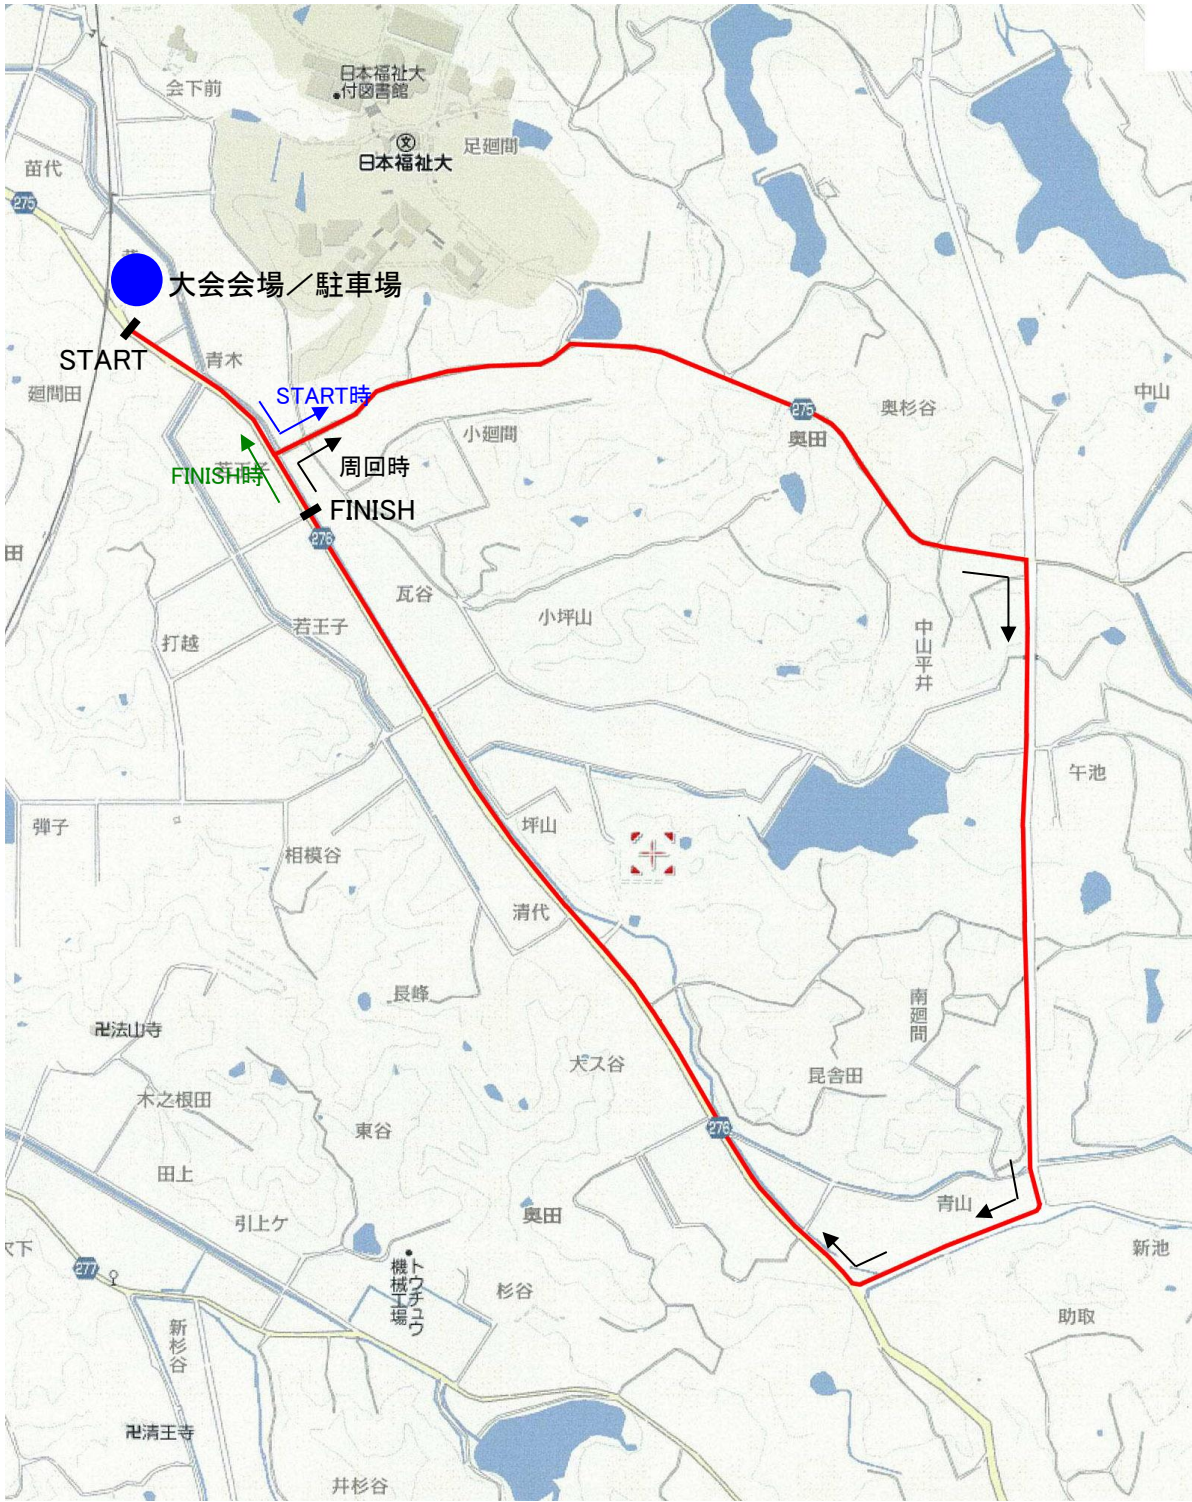 日本福祉大
付図書館
会下前
日本福祉大
足廻間
苗代
275
大会会場／駐車場
START
青木
廻間田
START時
275
奥田
奥杉谷
中山
小廻間
周回時
FINISH時
FINISH
276
田
瓦谷
小坪山
若王子
打越
中山平井
午池
弾子
坪山
相模谷
清代
長峰
南廻間
卍法山寺
犬ス谷
昆舎田
木之根田
東谷
276
田上
青山
引上ケ
奥田
新池
277
トウチュウ
機械工場
杉谷
助取
新杉谷
卍清王寺
井杉谷